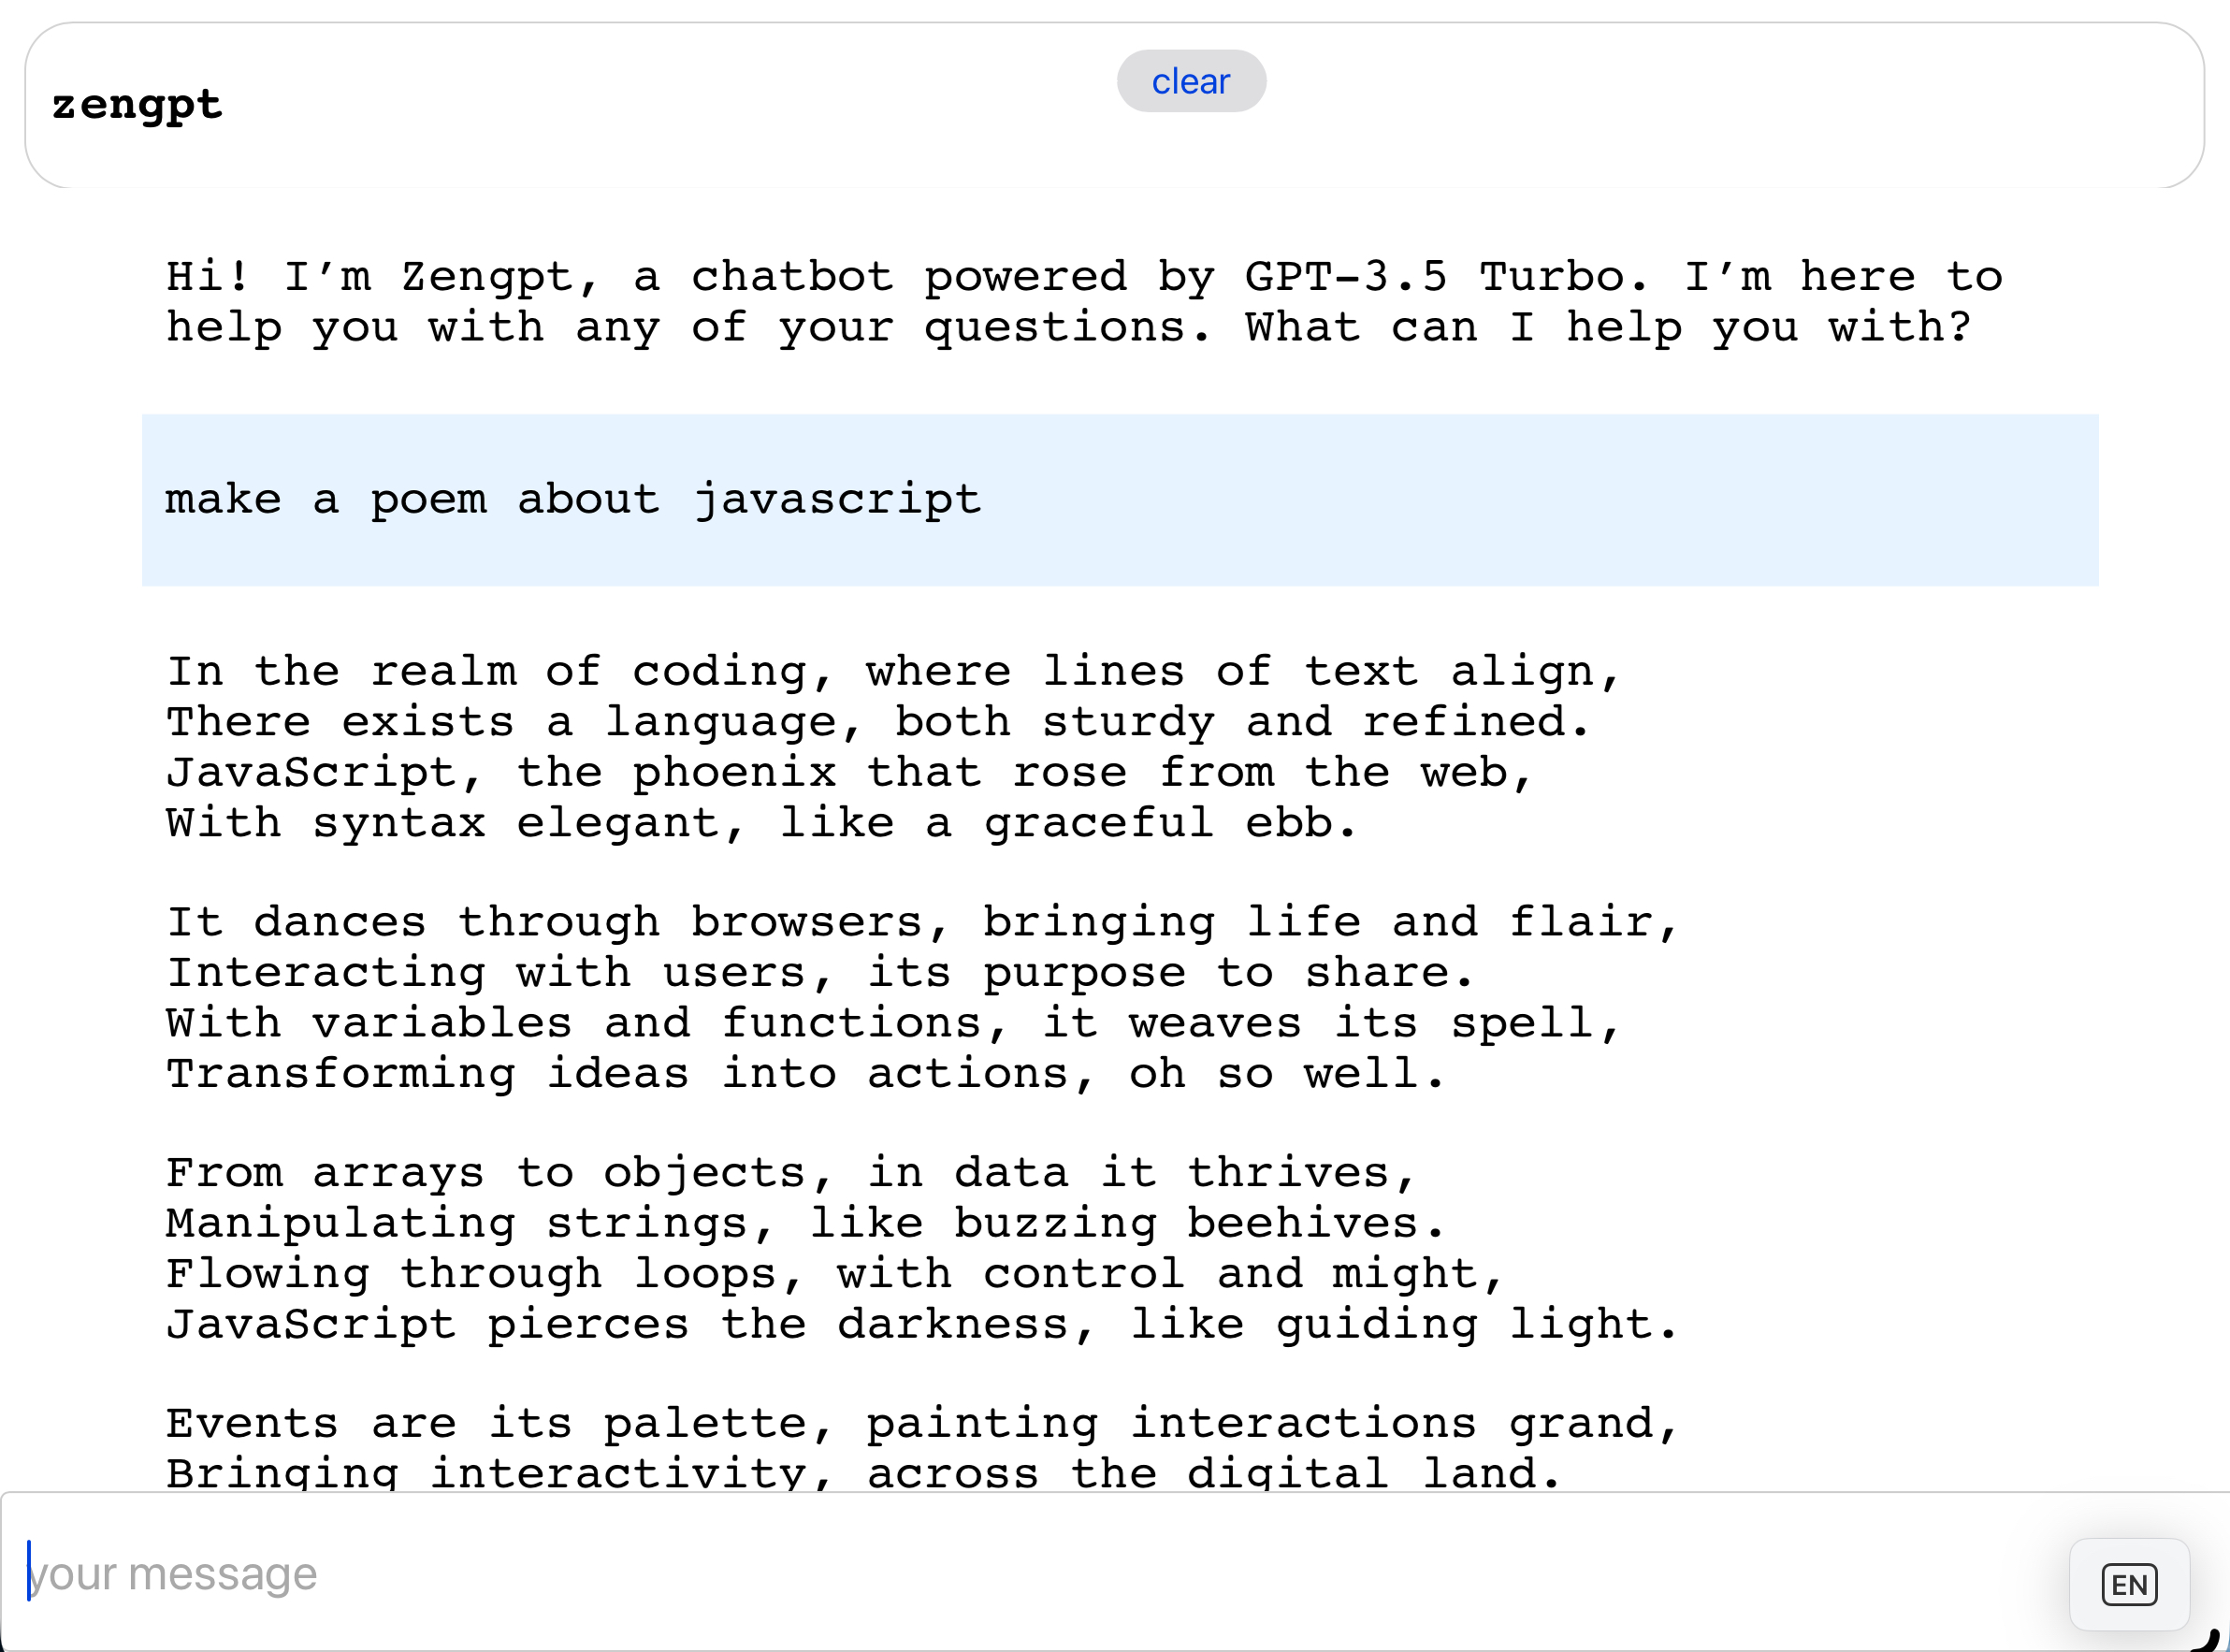 zengpt
clear
Hi! I’m Zengpt, a chatbot powered by GPT-3.5 Turbo. I’m here to
help you with any of your questions. What can I help you with?
make a poem about javascript
In the realm of coding, where lines of text align,
There exists a language, both sturdy and refined.
JavaScript, the phoenix that rose from the web,
With syntax elegant, like a graceful ebb.
It dances through browsers, bringing life and flair,
Interacting with users, its purpose to share.
With variables and functions, it weaves its spell,
Transforming ideas into actions, oh so well.
From arrays to objects, in data it thrives,
Manipulating strings, like buzzing beehives.
Flowing through loops, with control and might,
JavaScript pierces the darkness, like guiding light.
Events are its palette, painting interactions grand,
Bringing interactivity, across the digital land.
your message
EN